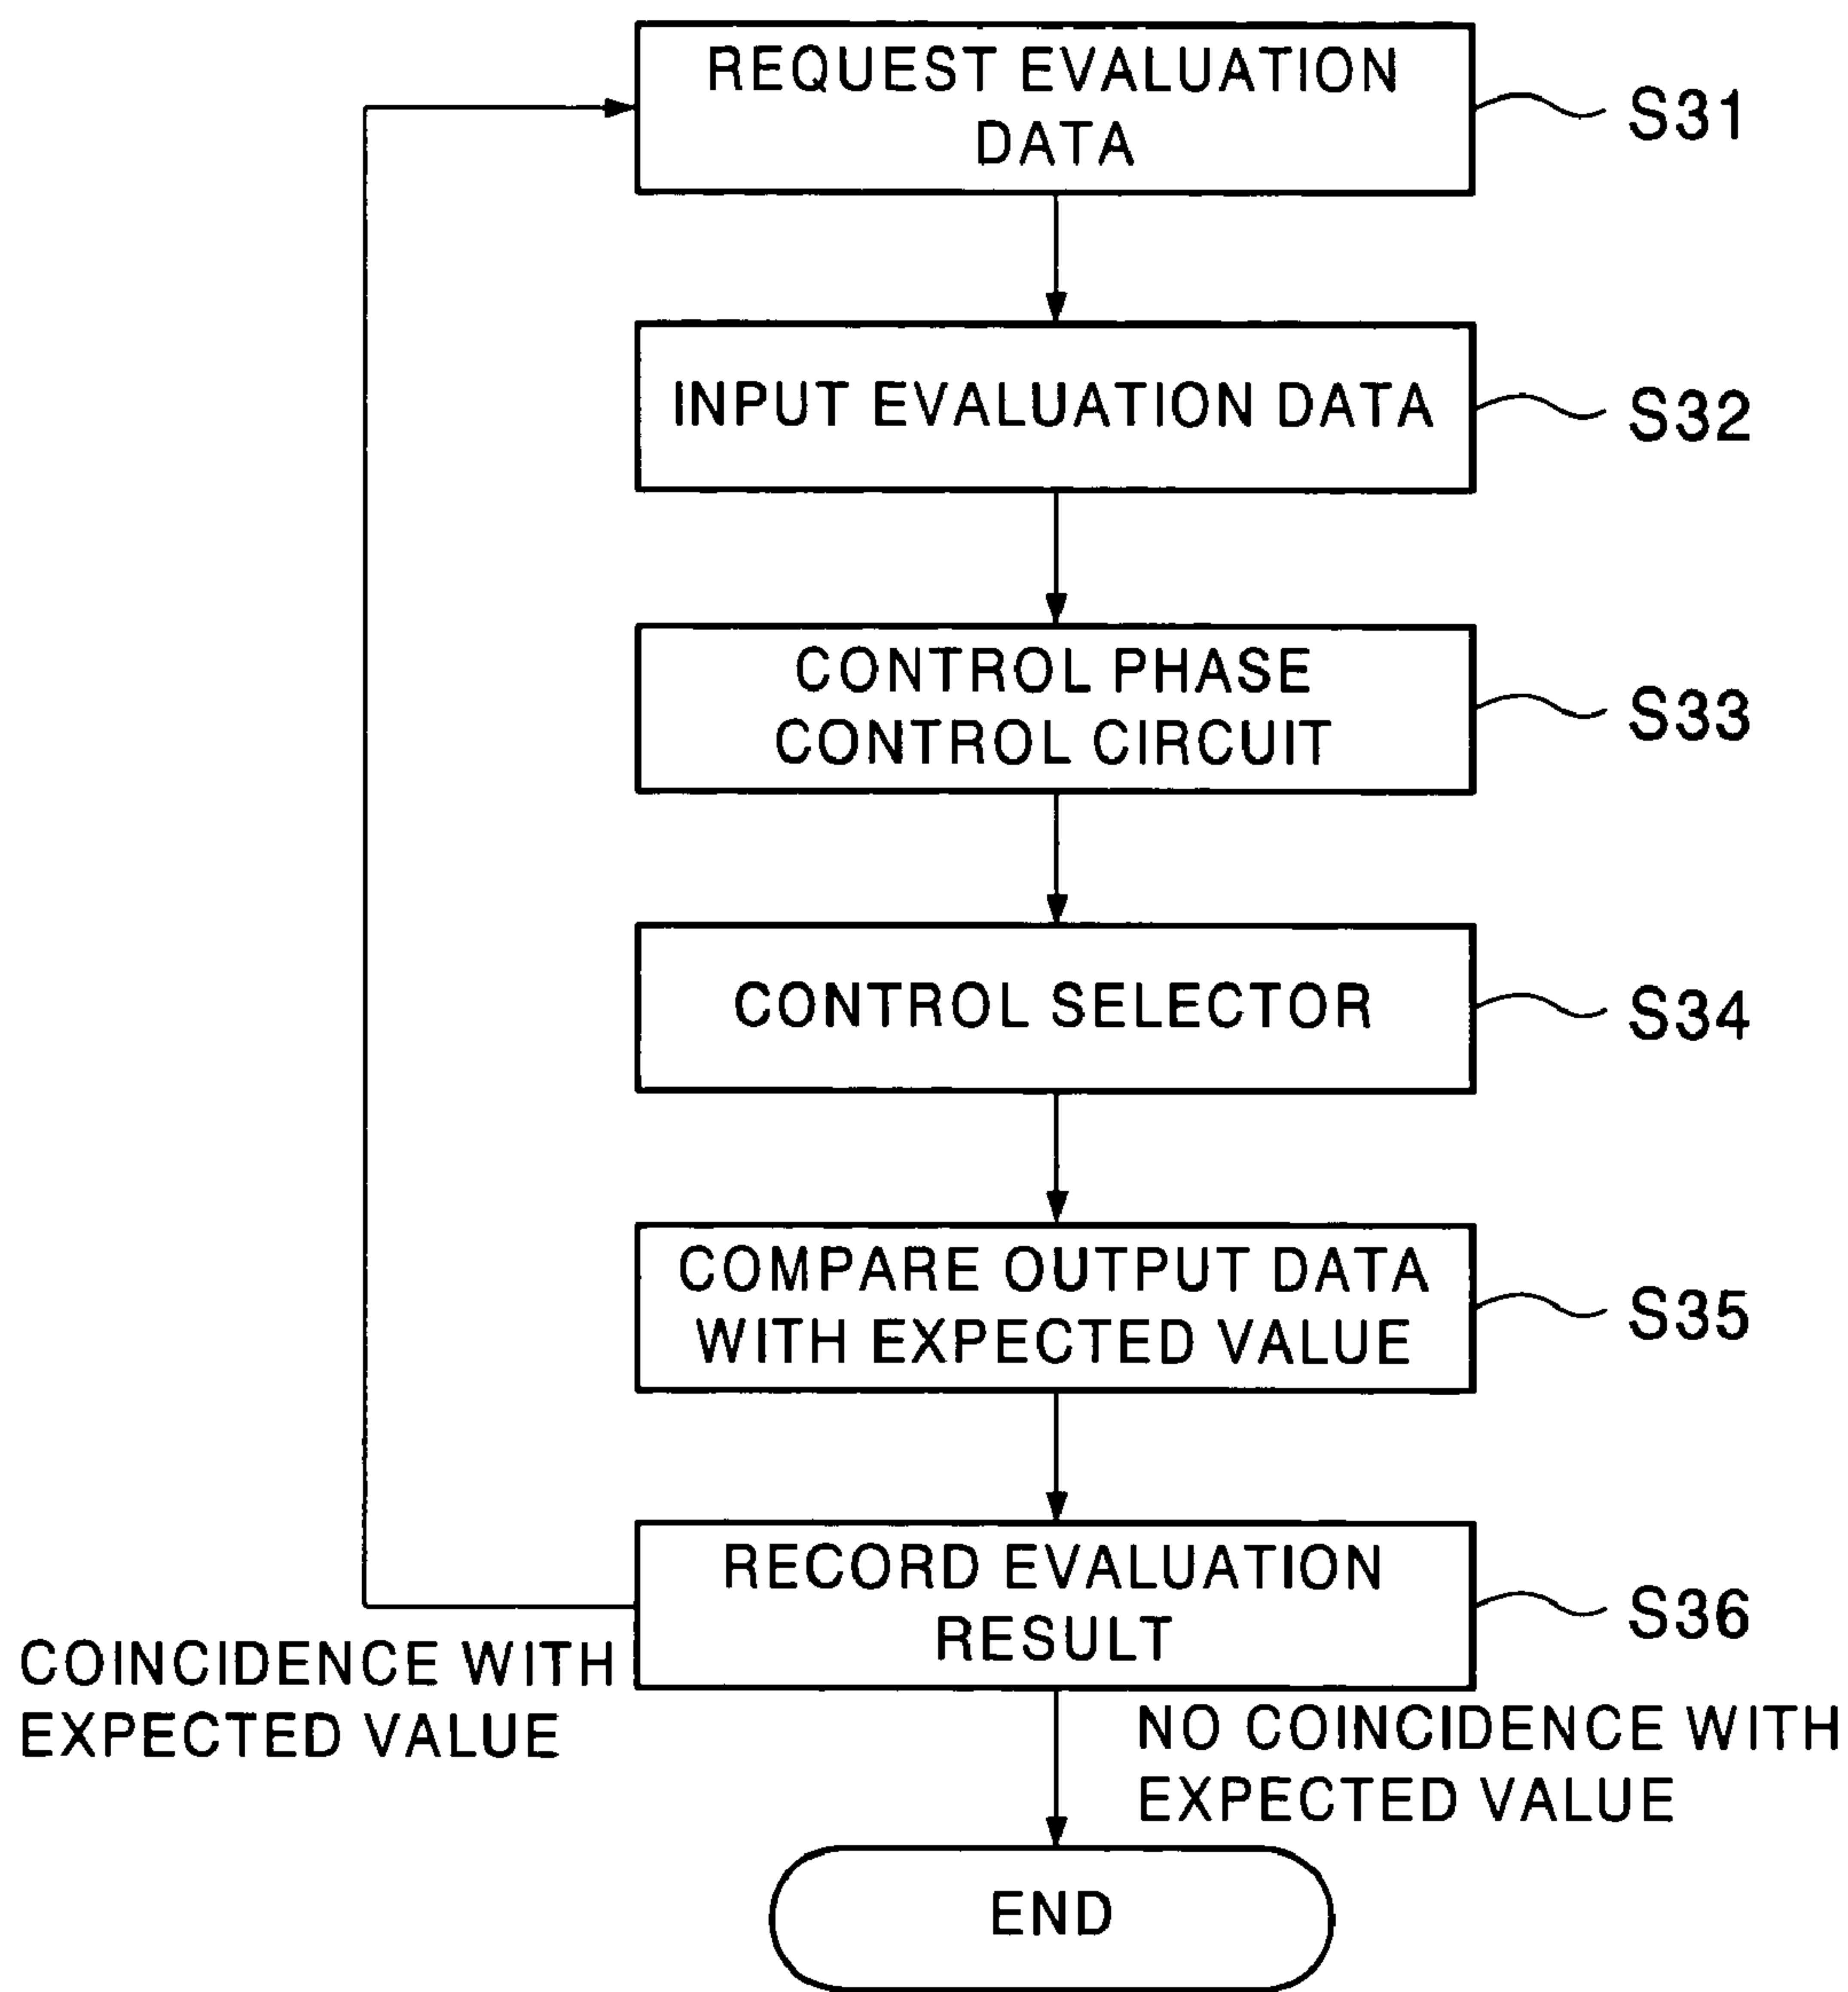 REQUEST EVALUATION
DATA
S31
INPUT EVALUATION DATA
S32
CONTROL PHASE
CONTROL CIRCUIT
S33
CONTROL SELECTOR
S34
COMPARE OUTPUT DATA
WITH EXPECTED VALUE
S35
RECORD EVALUATION
RESULT
S36
COINCIDENCE WITH
EXPECTED VALUE
NO COINCIDENCE WITH
EXPECTED VALUE
END